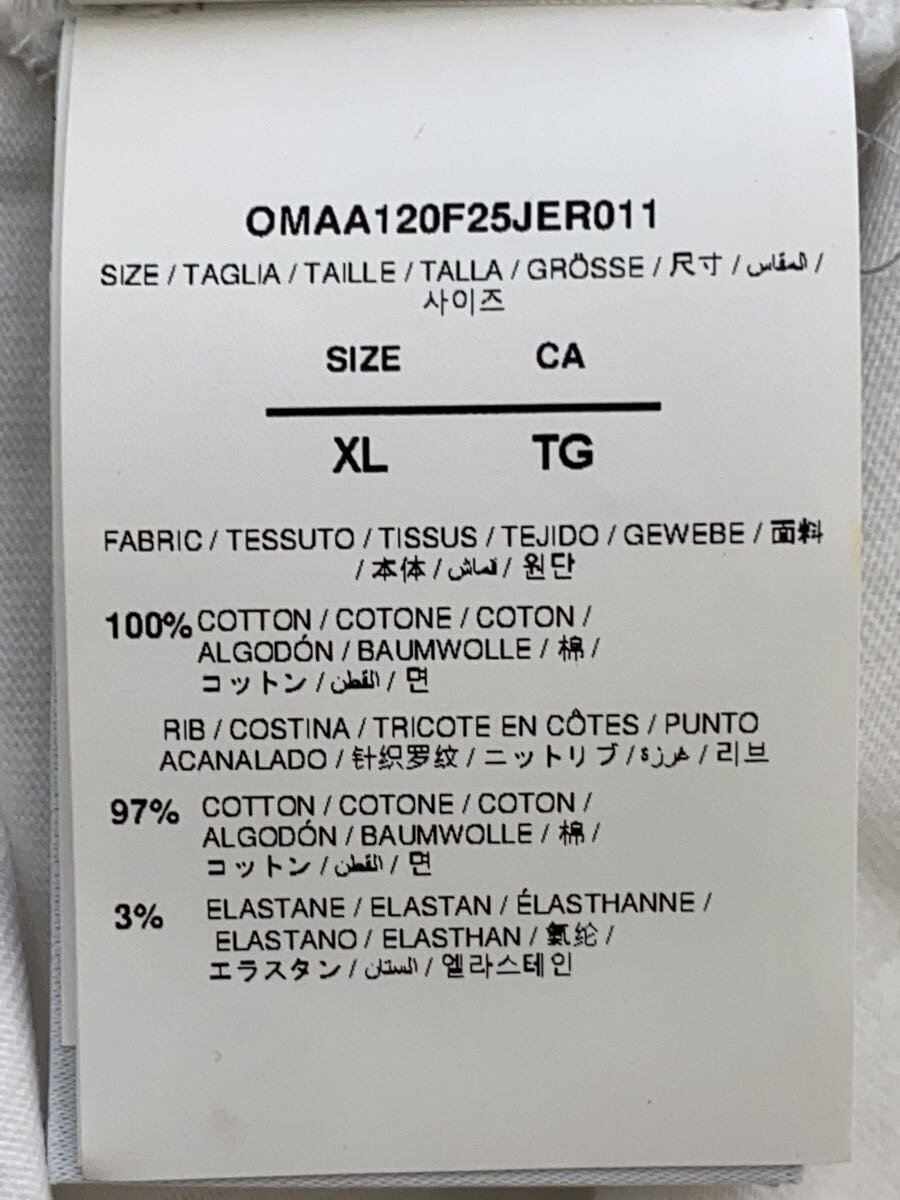 OMAA120F25JER011
SIZE / TAGLIA / TAILLE / TALLA / GRÖSSE / 尺寸 / المقاس /
사이즈
SIZE CA
XL TG
FABRIC / TESSUTO / TISSUS / TEJIDO / GEWEBE / 面料
/ 本体 / قماش / 원단
100% COTTON / COTONE / COTON /
ALGODÓN / BAUMWOLLE / 棉 /
コットン / القطن / 면
RIB / COSTINA / TRICOTE EN CÔTES / PUNTO
ACANALADO / 针织罗纹 / ニットリブ / غرزة / 리브
97% COTTON / COTONE / COTON /
ALGODÓN / BAUMWOLLE / 棉 /
コットン / القطن / 면
3% ELASTANE / ELASTAN / ÉLASTHANNE /
ELASTANO / ELASTHAN / 氨纶 /
エラスタン / الستان / 엘라스테인